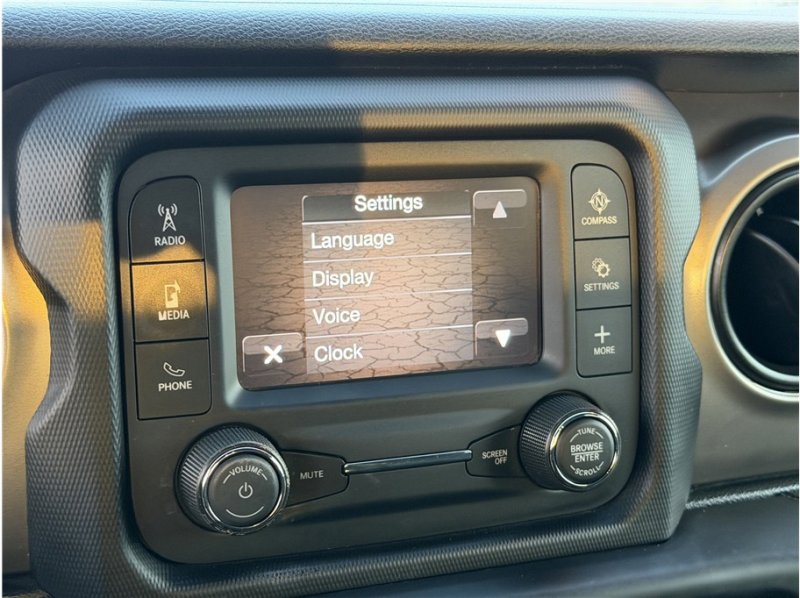 Settings
Language
Display
Voice
Clock
RADIO
MEDIA
PHONE
N
COMPASS
SETTINGS
MORE
VOLUME
MUTE
SCREEN
OFF
TUNE
BROWSE
ENTER
SCROLL